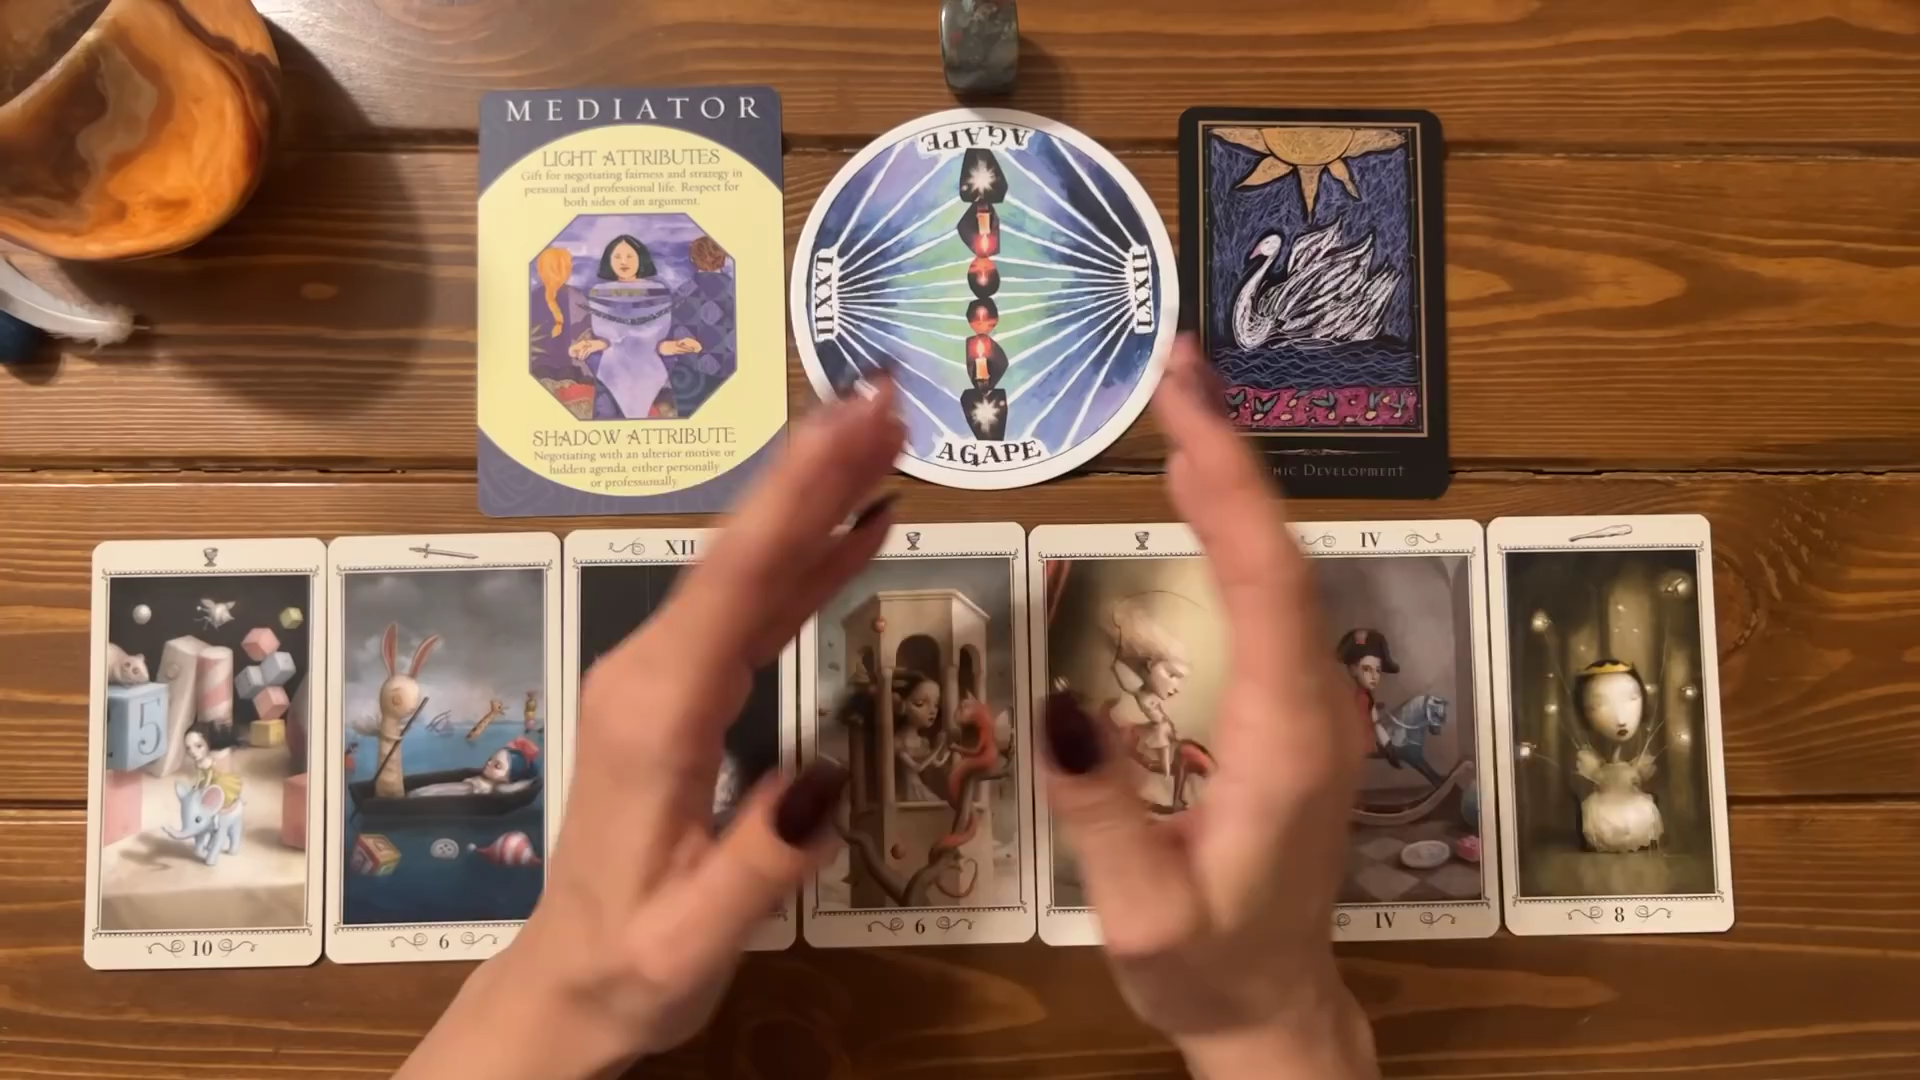 MEDIATOR
LIGHT ATTRIBUTES
Gift for negotiating fairness and strategy in
personal and professional life. Respect for
both sides of an argument.
SHADOW ATTRIBUTE
Negotiating with an ulterior motive or
hidden agenda, either personally
or professionally.
AGAPE
LXXII
LXXII
AGAPE
Development
XII
IV
5
10
6
6
IV
8